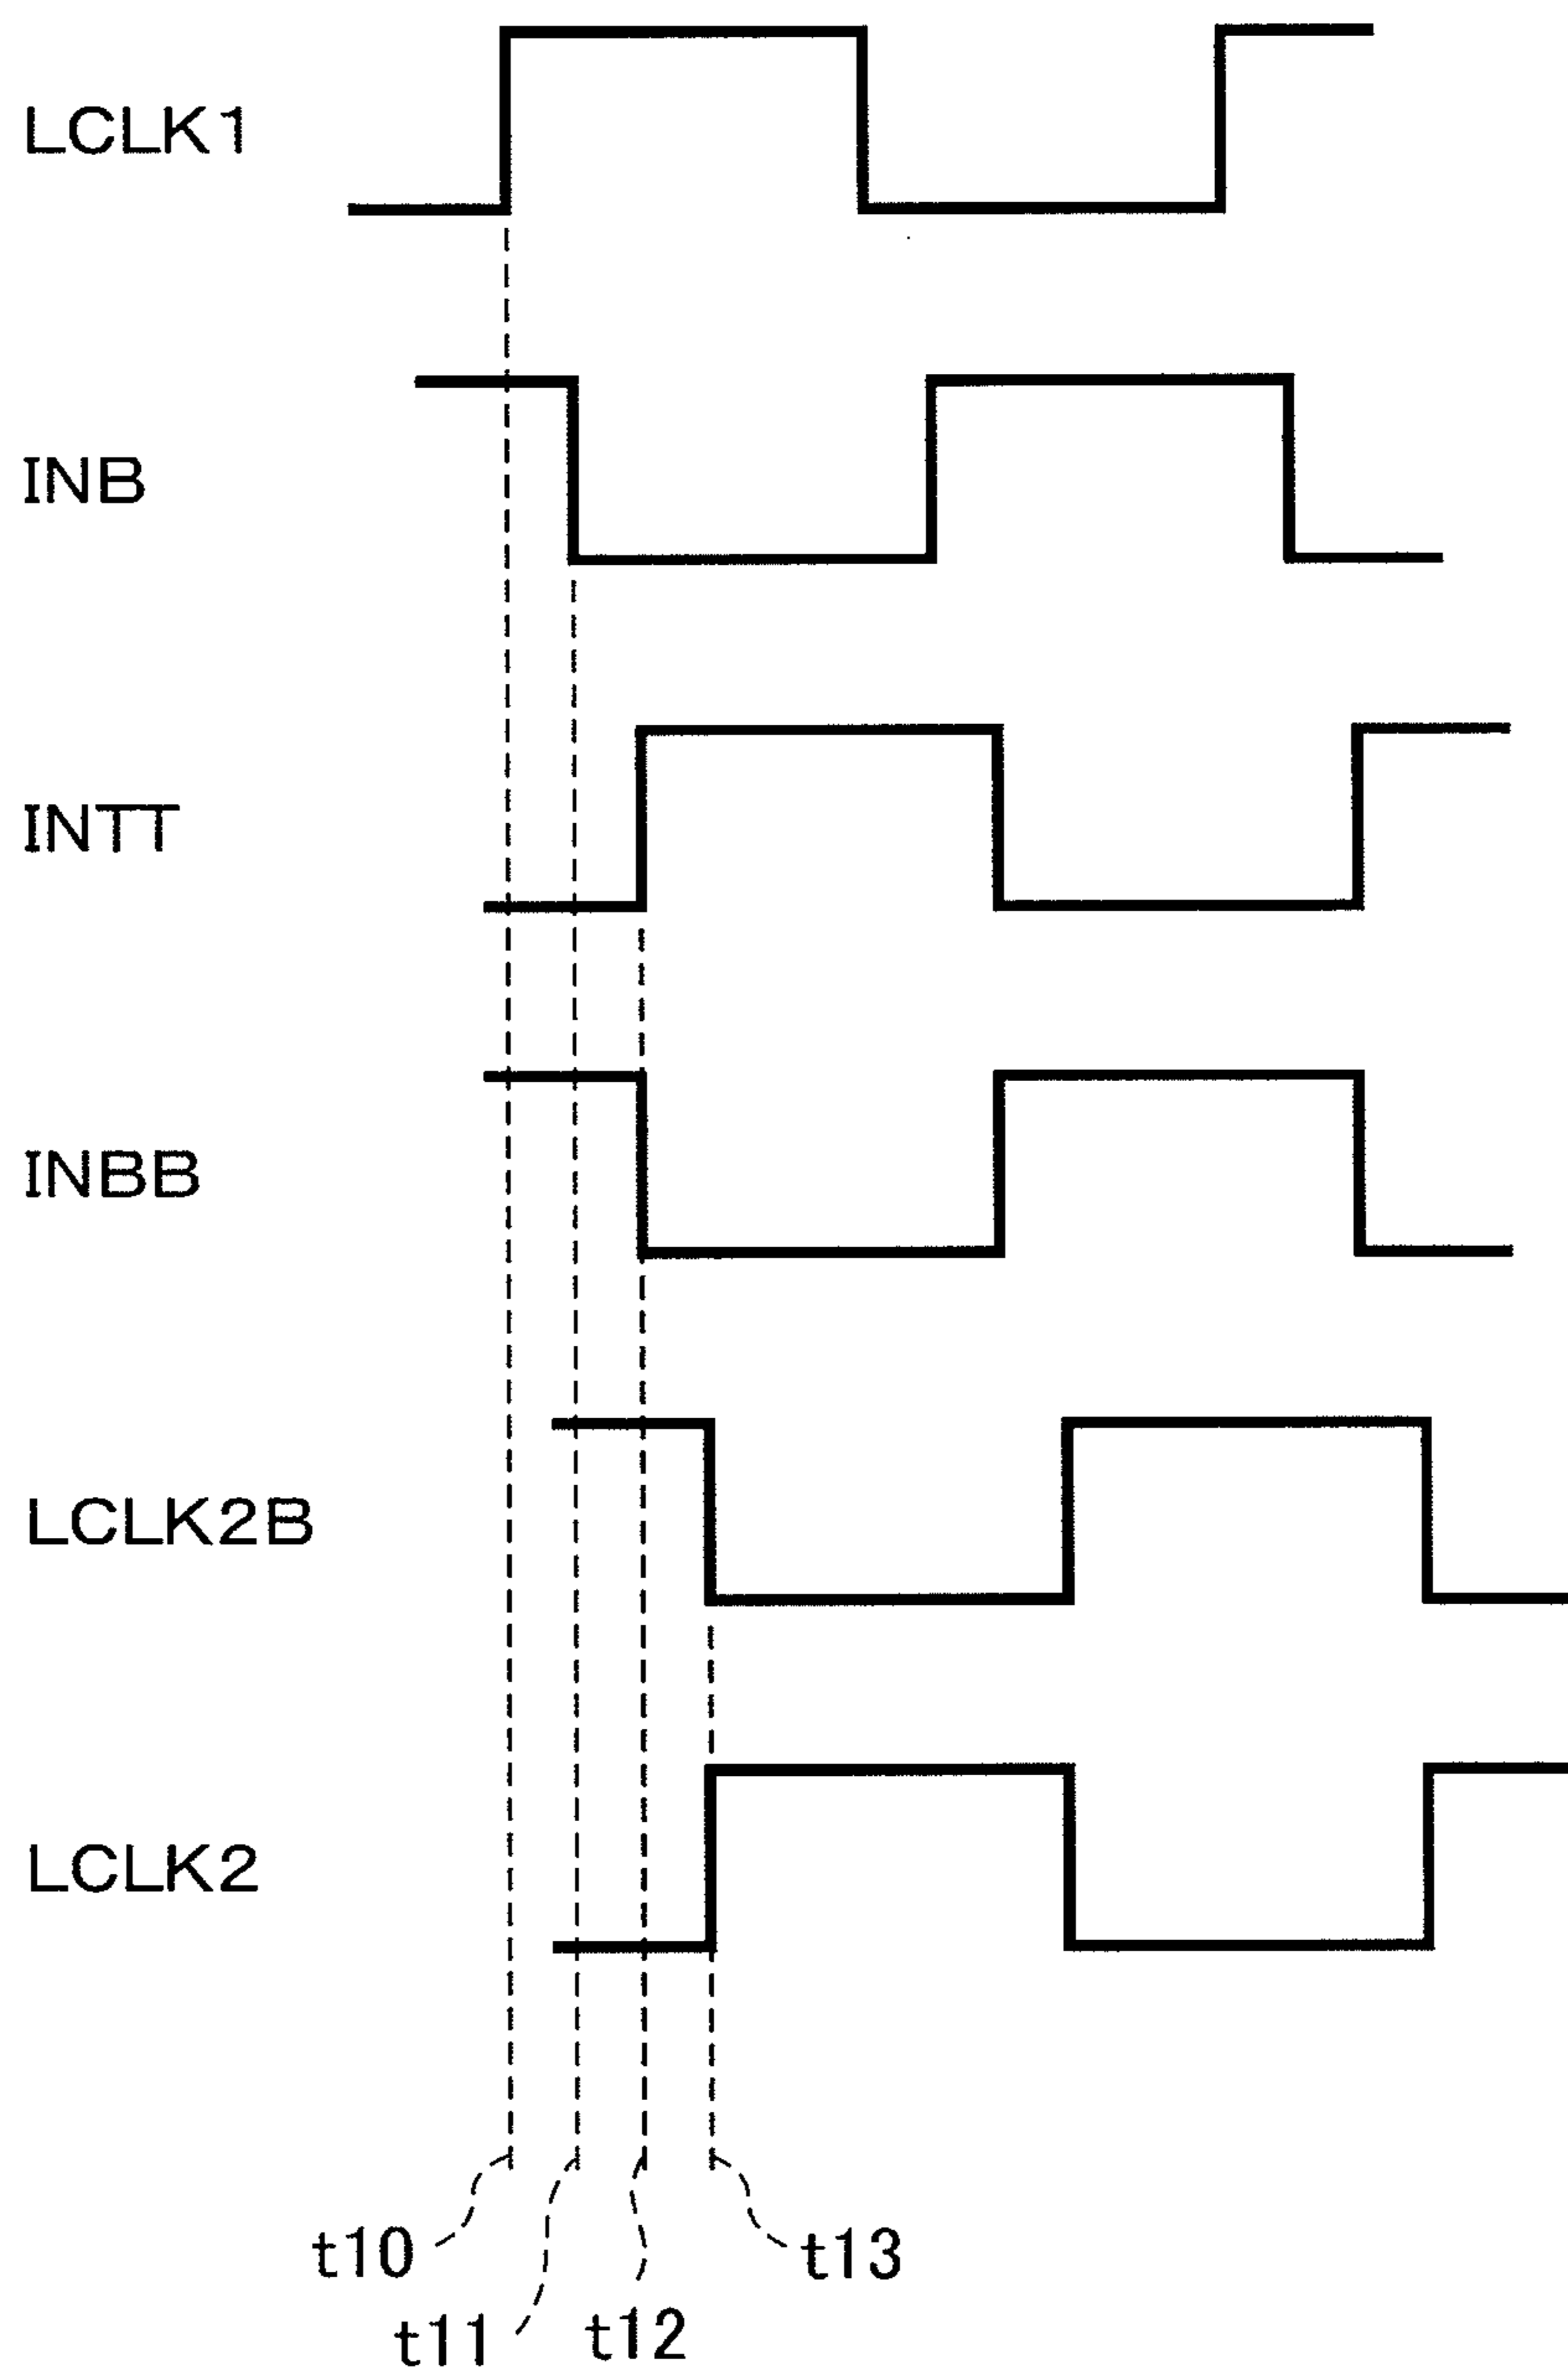 LCLK1
INB
INTT
INBB
LCLK2B
LCLK2
t10
t13
t11
t12